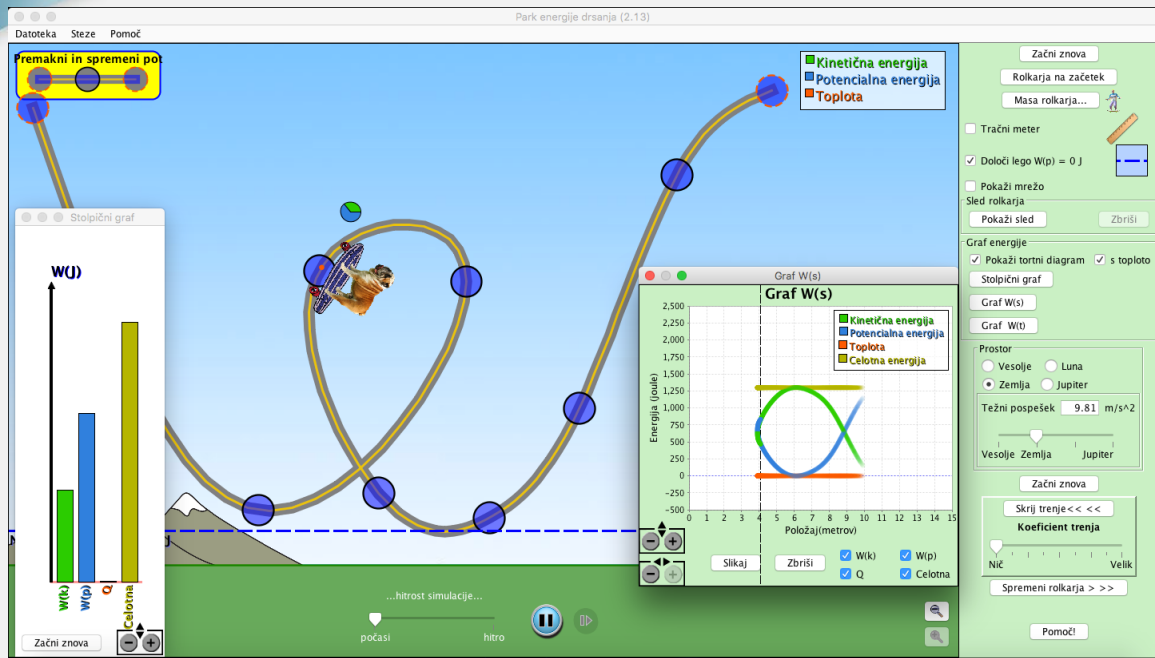 Park energije drsanja (2.13)
Datoteka Steze Pomoč
Premakni in spremeni pot
Kinetična energija
Potencialna energija
Toplota
Stolpični graf
W(J)
W(k)
W(p)
Q
Celotna
Začni znova
...hitrost simulacije...
počasi hitro
Graf W(s)
Graf W(s)
Energija (joule)
2,500
2,250
2,000
1,750
1,500
1,250
1,000
750
500
250
0
−250
−500
0 1 2 3 4 5 6 7 8 9 10 11 12 13 14 15
Položaj(metrov)
Kinetična energija
Potencialna energija
Toplota
Celotna energija
Slikaj Zbriši
W(k) W(p)
Q Celotna
Začni znova
Rolkarja na začetek
Masa rolkarja...
Tračni meter
Določi lego W(p) = 0 J
Pokaži mrežo
Sled rolkarja
Pokaži sled Zbriši
Graf energije
Pokaži tortni diagram s toploto
Stolpični graf
Graf W(s)
Graf W(t)
Prostor
Vesolje Luna
Zemlja Jupiter
Težni pospešek 9.81 m/s^2
Vesolje Zemlja Jupiter
Začni znova
Skrij trenje<< <<
Koeficient trenja
Nič Velik
Spremeni rolkarja > >>
Pomoč!